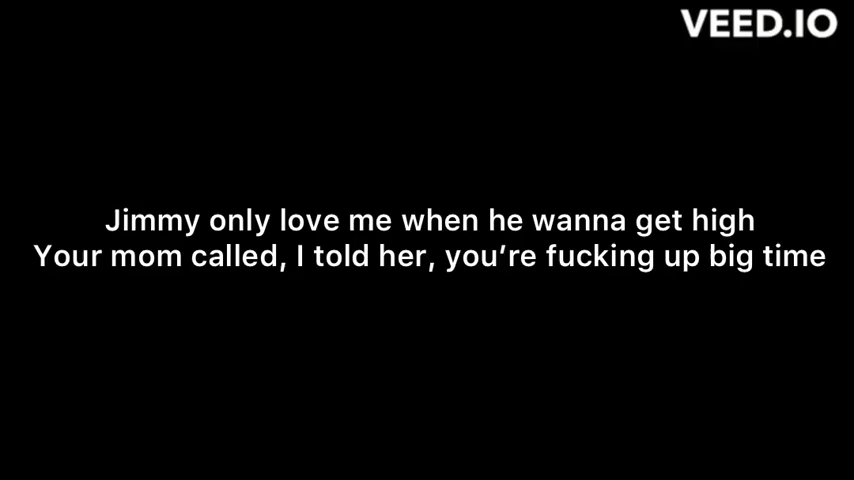 VEED.IO
Jimmy only love me when he wanna get high
Your mom called, I told her, you’re fucking up big time